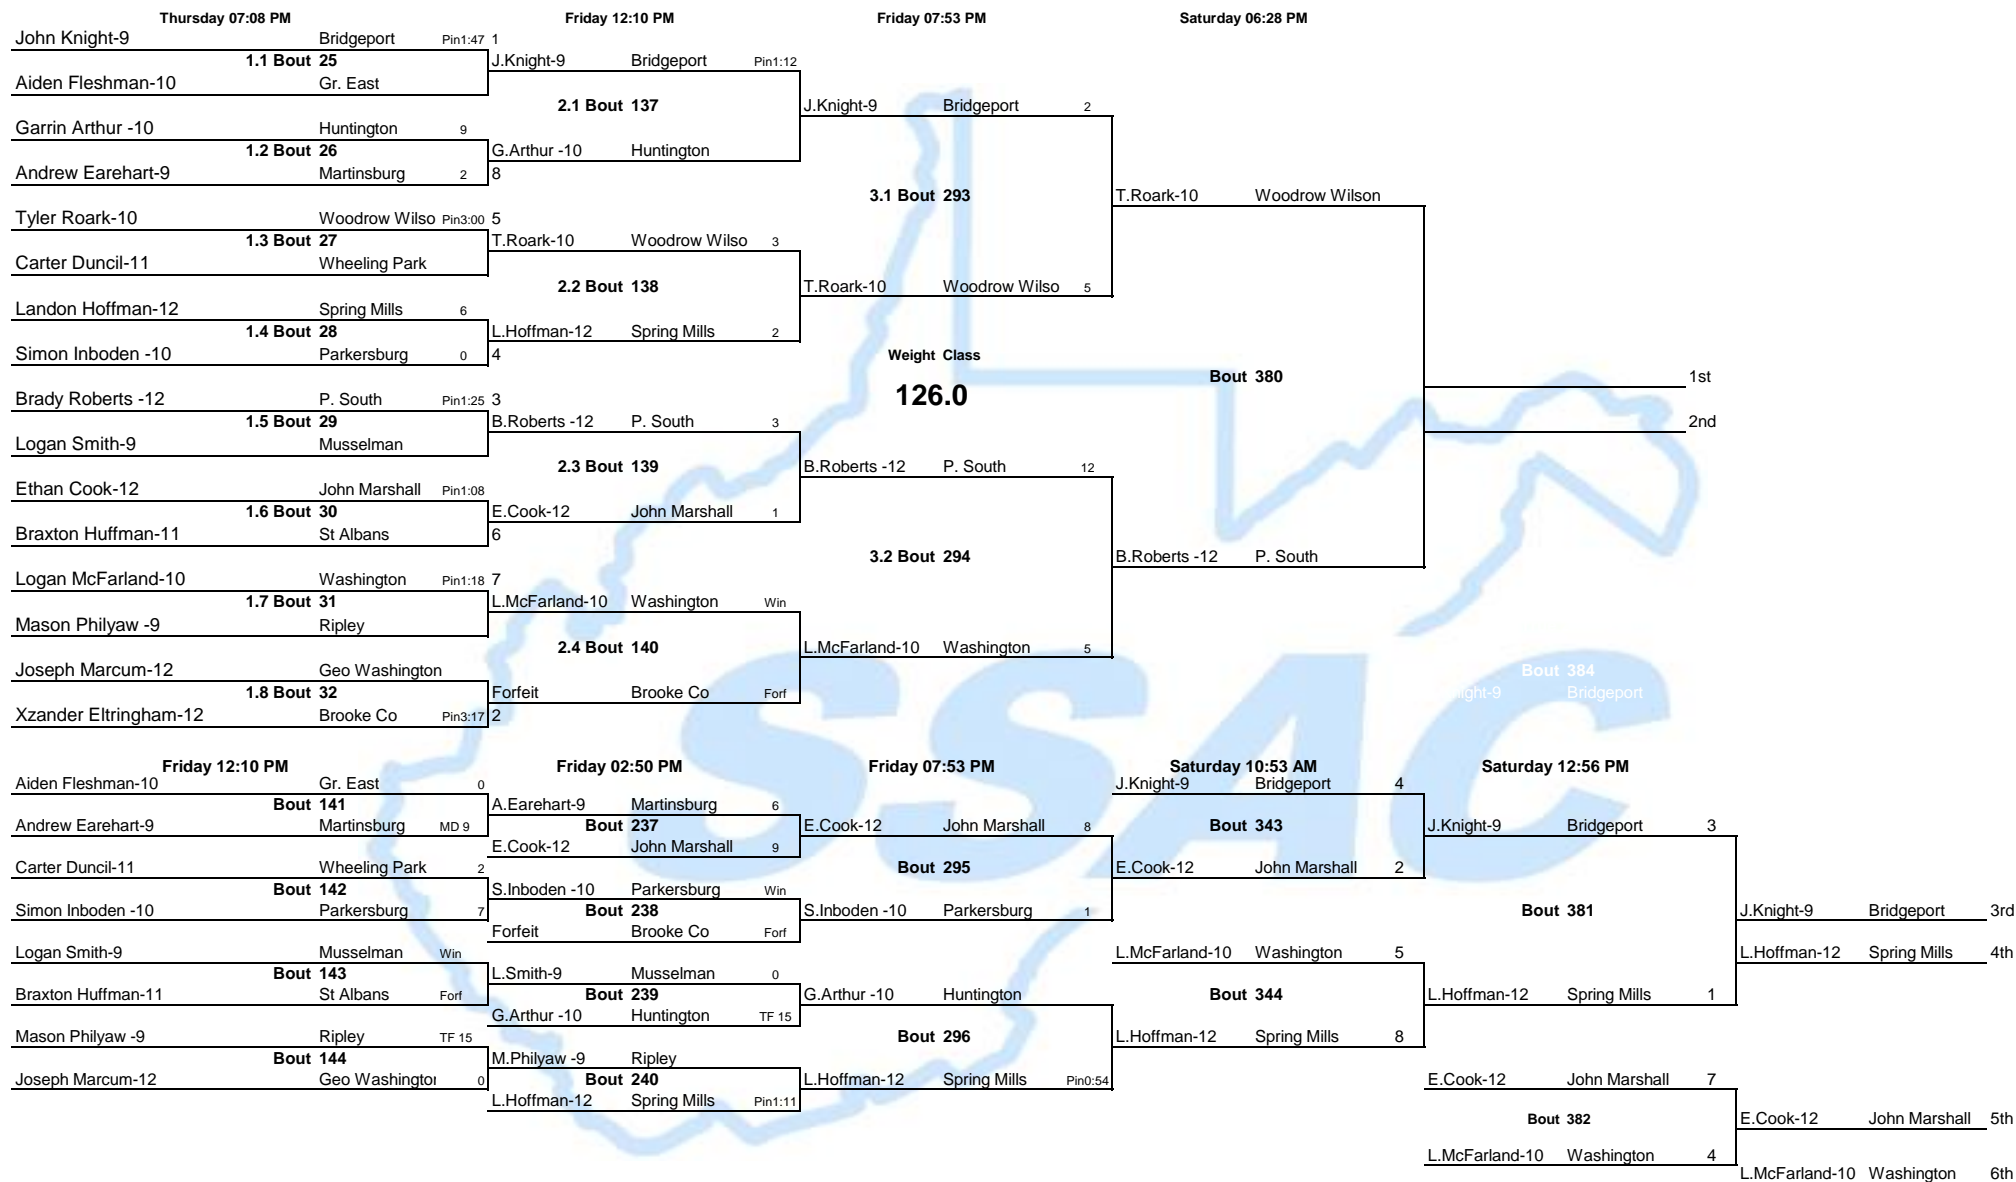 Thursday 07:08 PM Friday 12:10 PM Friday 07:53 PM Saturday 06:28 PM
John Knight-9 Bridgeport Pin1:47 1
1.1 Bout 25 J.Knight-9 Bridgeport Pin1:12
Aiden Fleshman-10 Gr. East
2.1 Bout 137 J.Knight-9 Bridgeport 2
Garrin Arthur -10 Huntington 9
1.2 Bout 26 G.Arthur -10 Huntington
Andrew Earehart-9 Martinsburg 2 8
3.1 Bout 293 T.Roark-10 Woodrow Wilson
Tyler Roark-10 Woodrow Wilso Pin3:00 5
1.3 Bout 27 T.Roark-10 Woodrow Wilso 3
Carter Duncil-11 Wheeling Park
2.2 Bout 138 T.Roark-10 Woodrow Wilso 5
Landon Hoffman-12 Spring Mills 6
1.4 Bout 28 L.Hoffman-12 Spring Mills 2
Simon Inboden -10 Parkersburg 0 4 Weight Class
Bout 380 1st
Brady Roberts -12 P. South Pin1:25 3 126.0
1.5 Bout 29 B.Roberts -12 P. South 3 2nd
Logan Smith-9 Musselman
2.3 Bout 139 B.Roberts -12 P. South 12
Ethan Cook-12 John Marshall Pin1:08
1.6 Bout 30 E.Cook-12 John Marshall 1
Braxton Huffman-11 St Albans 6
3.2 Bout 294 B.Roberts -12 P. South
Logan McFarland-10 Washington Pin1:18 7
1.7 Bout 31 L.McFarland-10 Washington Win
Mason Philyaw -9 Ripley
2.4 Bout 140 L.McFarland-10 Washington 5
Joseph Marcum-12 Geo Washington Bout 384
1.8 Bout 32 Forfeit Brooke Co Forf ight-9 Bridgeport
Xzander Eltringham-12 Brooke Co Pin3:17 2
SSAC
Friday 12:10 PM Friday 02:50 PM Friday 07:53 PM Saturday 10:53 AM Saturday 12:56 PM
Aiden Fleshman-10 Gr. East 0 J.Knight-9 Bridgeport 4
Bout 141 A.Earehart-9 Martinsburg 6
Andrew Earehart-9 Martinsburg MD 9 Bout 237 E.Cook-12 John Marshall 8 Bout 343 J.Knight-9 Bridgeport 3
E.Cook-12 John Marshall 9
Carter Duncil-11 Wheeling Park 2 Bout 295 E.Cook-12 John Marshall 2
Bout 142 S.Inboden -10 Parkersburg Win
Simon Inboden -10 Parkersburg 7 Bout 238 S.Inboden -10 Parkersburg 1 Bout 381 J.Knight-9 Bridgeport 3rd
Forfeit Brooke Co Forf
Logan Smith-9 Musselman Win L.McFarland-10 Washington 5 L.Hoffman-12 Spring Mills 4th
Bout 143 L.Smith-9 Musselman 0
Braxton Huffman-11 St Albans Forf Bout 239 G.Arthur -10 Huntington Bout 344 L.Hoffman-12 Spring Mills 1
G.Arthur -10 Huntington TF 15
Mason Philyaw -9 Ripley TF 15 Bout 296 L.Hoffman-12 Spring Mills 8
Bout 144 M.Philyaw -9 Ripley
Joseph Marcum-12 Geo Washingto 0 Bout 240 L.Hoffman-12 Spring Mills Pin0:54 E.Cook-12 John Marshall 7
L.Hoffman-12 Spring Mills Pin1:11
Bout 382 E.Cook-12 John Marshall 5th
L.McFarland-10 Washington 4
L.McFarland-10 Washington 6th